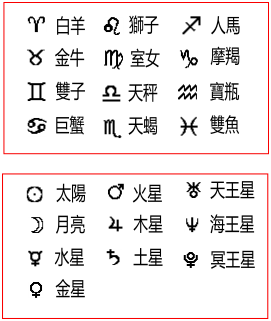 ♈ 白羊 ♌ 獅子 ♐ 人馬
♉ 金牛 ♍ 室女 ♑ 摩羯
♊ 雙子 ♎ 天秤 ♒ 寶瓶
♋ 巨蟹 ♏ 天蝎 ♓ 雙魚
☉ 太陽 ♂ 火星 ♅ 天王星
☽ 月亮 ♃ 木星 ♆ 海王星
☿ 水星 ♄ 土星 ⯓ 冥王星
♀ 金星